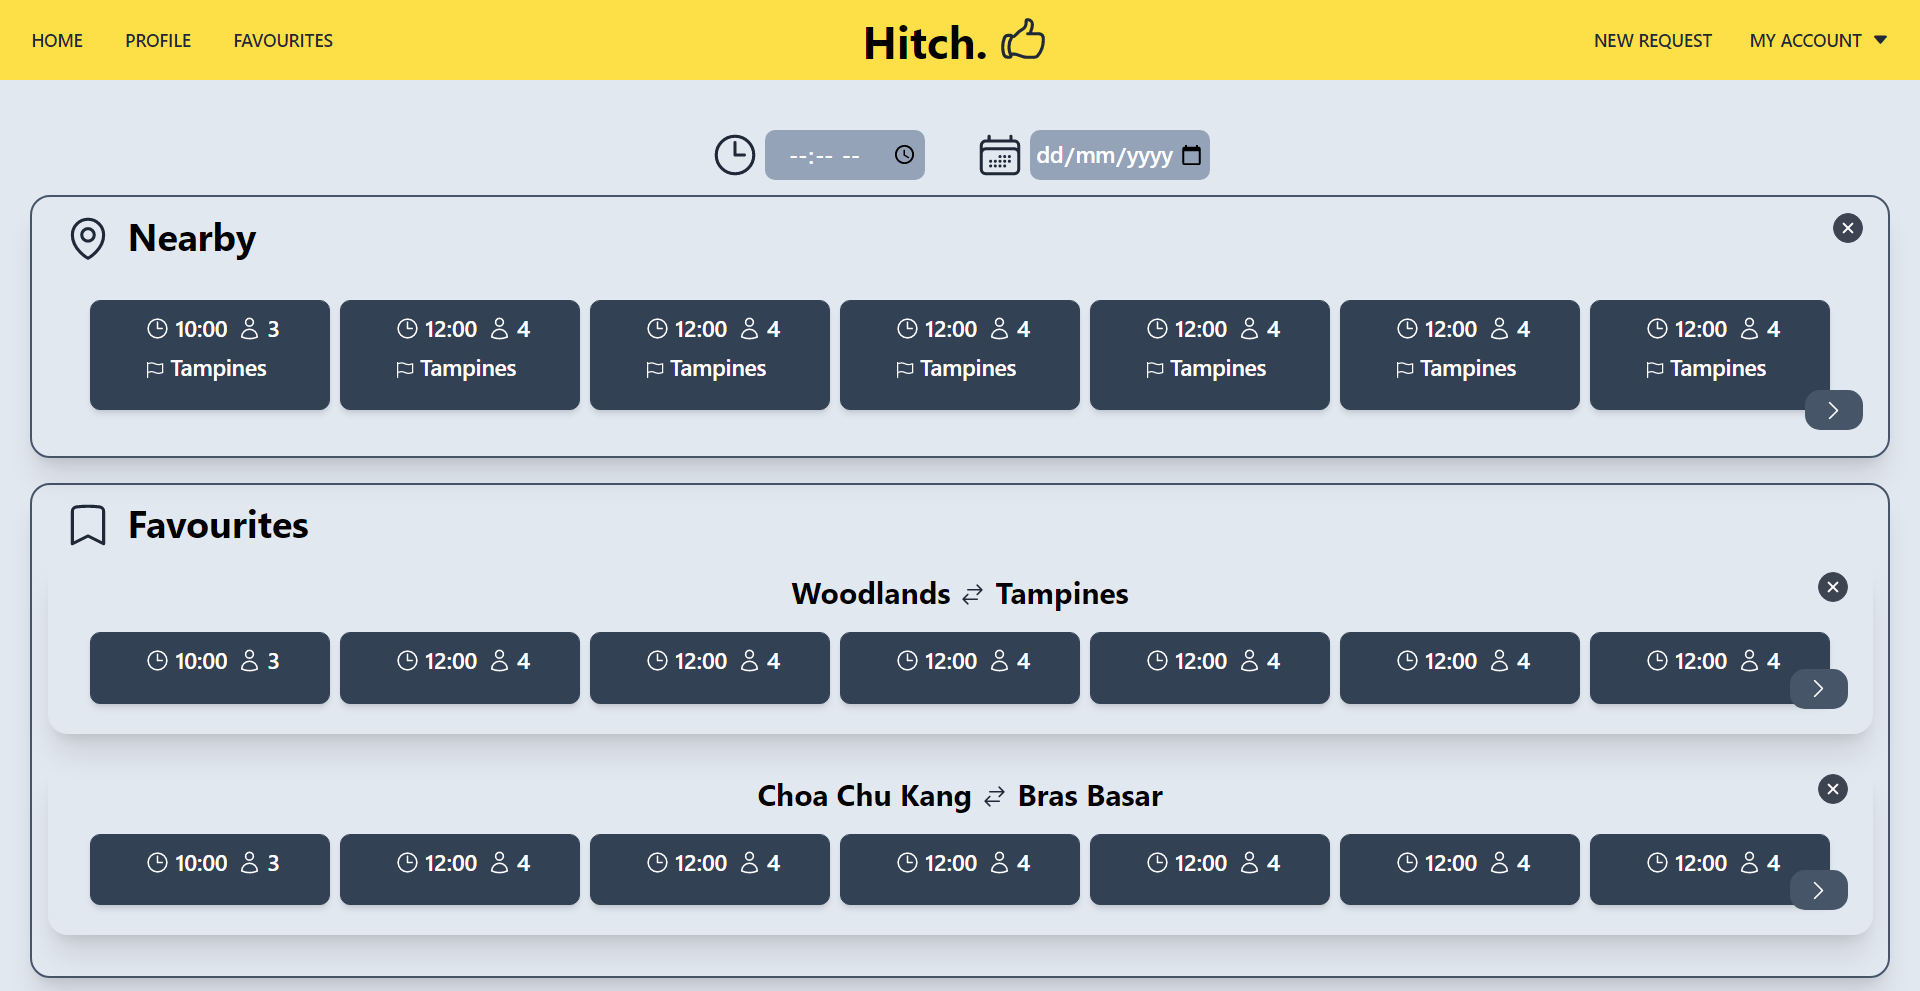 HOME PROFILE FAVOURITES Hitch. NEW REQUEST MY ACCOUNT
--:-- -- dd/mm/yyyy
Nearby
10:00 3 12:00 4 12:00 4 12:00 4 12:00 4 12:00 4 12:00 4
Tampines Tampines Tampines Tampines Tampines Tampines Tampines
Favourites
Woodlands Tampines
10:00 3 12:00 4 12:00 4 12:00 4 12:00 4 12:00 4 12:00 4
Choa Chu Kang Bras Basar
10:00 3 12:00 4 12:00 4 12:00 4 12:00 4 12:00 4 12:00 4